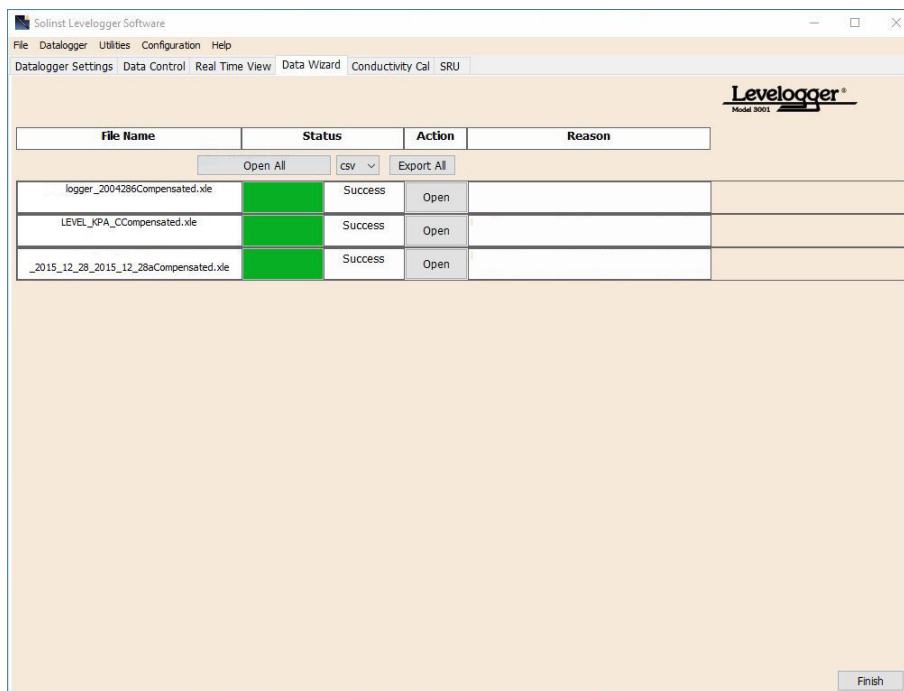 Solinst Levelogger Software
File Datalogger Utilities Configuration Help
Datalogger Settings Data Control Real Time View Data Wizard Conductivity Cal SRU
Levelogger ®
Model 3001
File Name Status Action Reason
Open All csv Export All
logger_2004286Compensated.xle Success Open
LEVEL_KPA_CCompensated.xle Success Open
_2015_12_28_2015_12_28aCompensated.xle Success Open
Finish